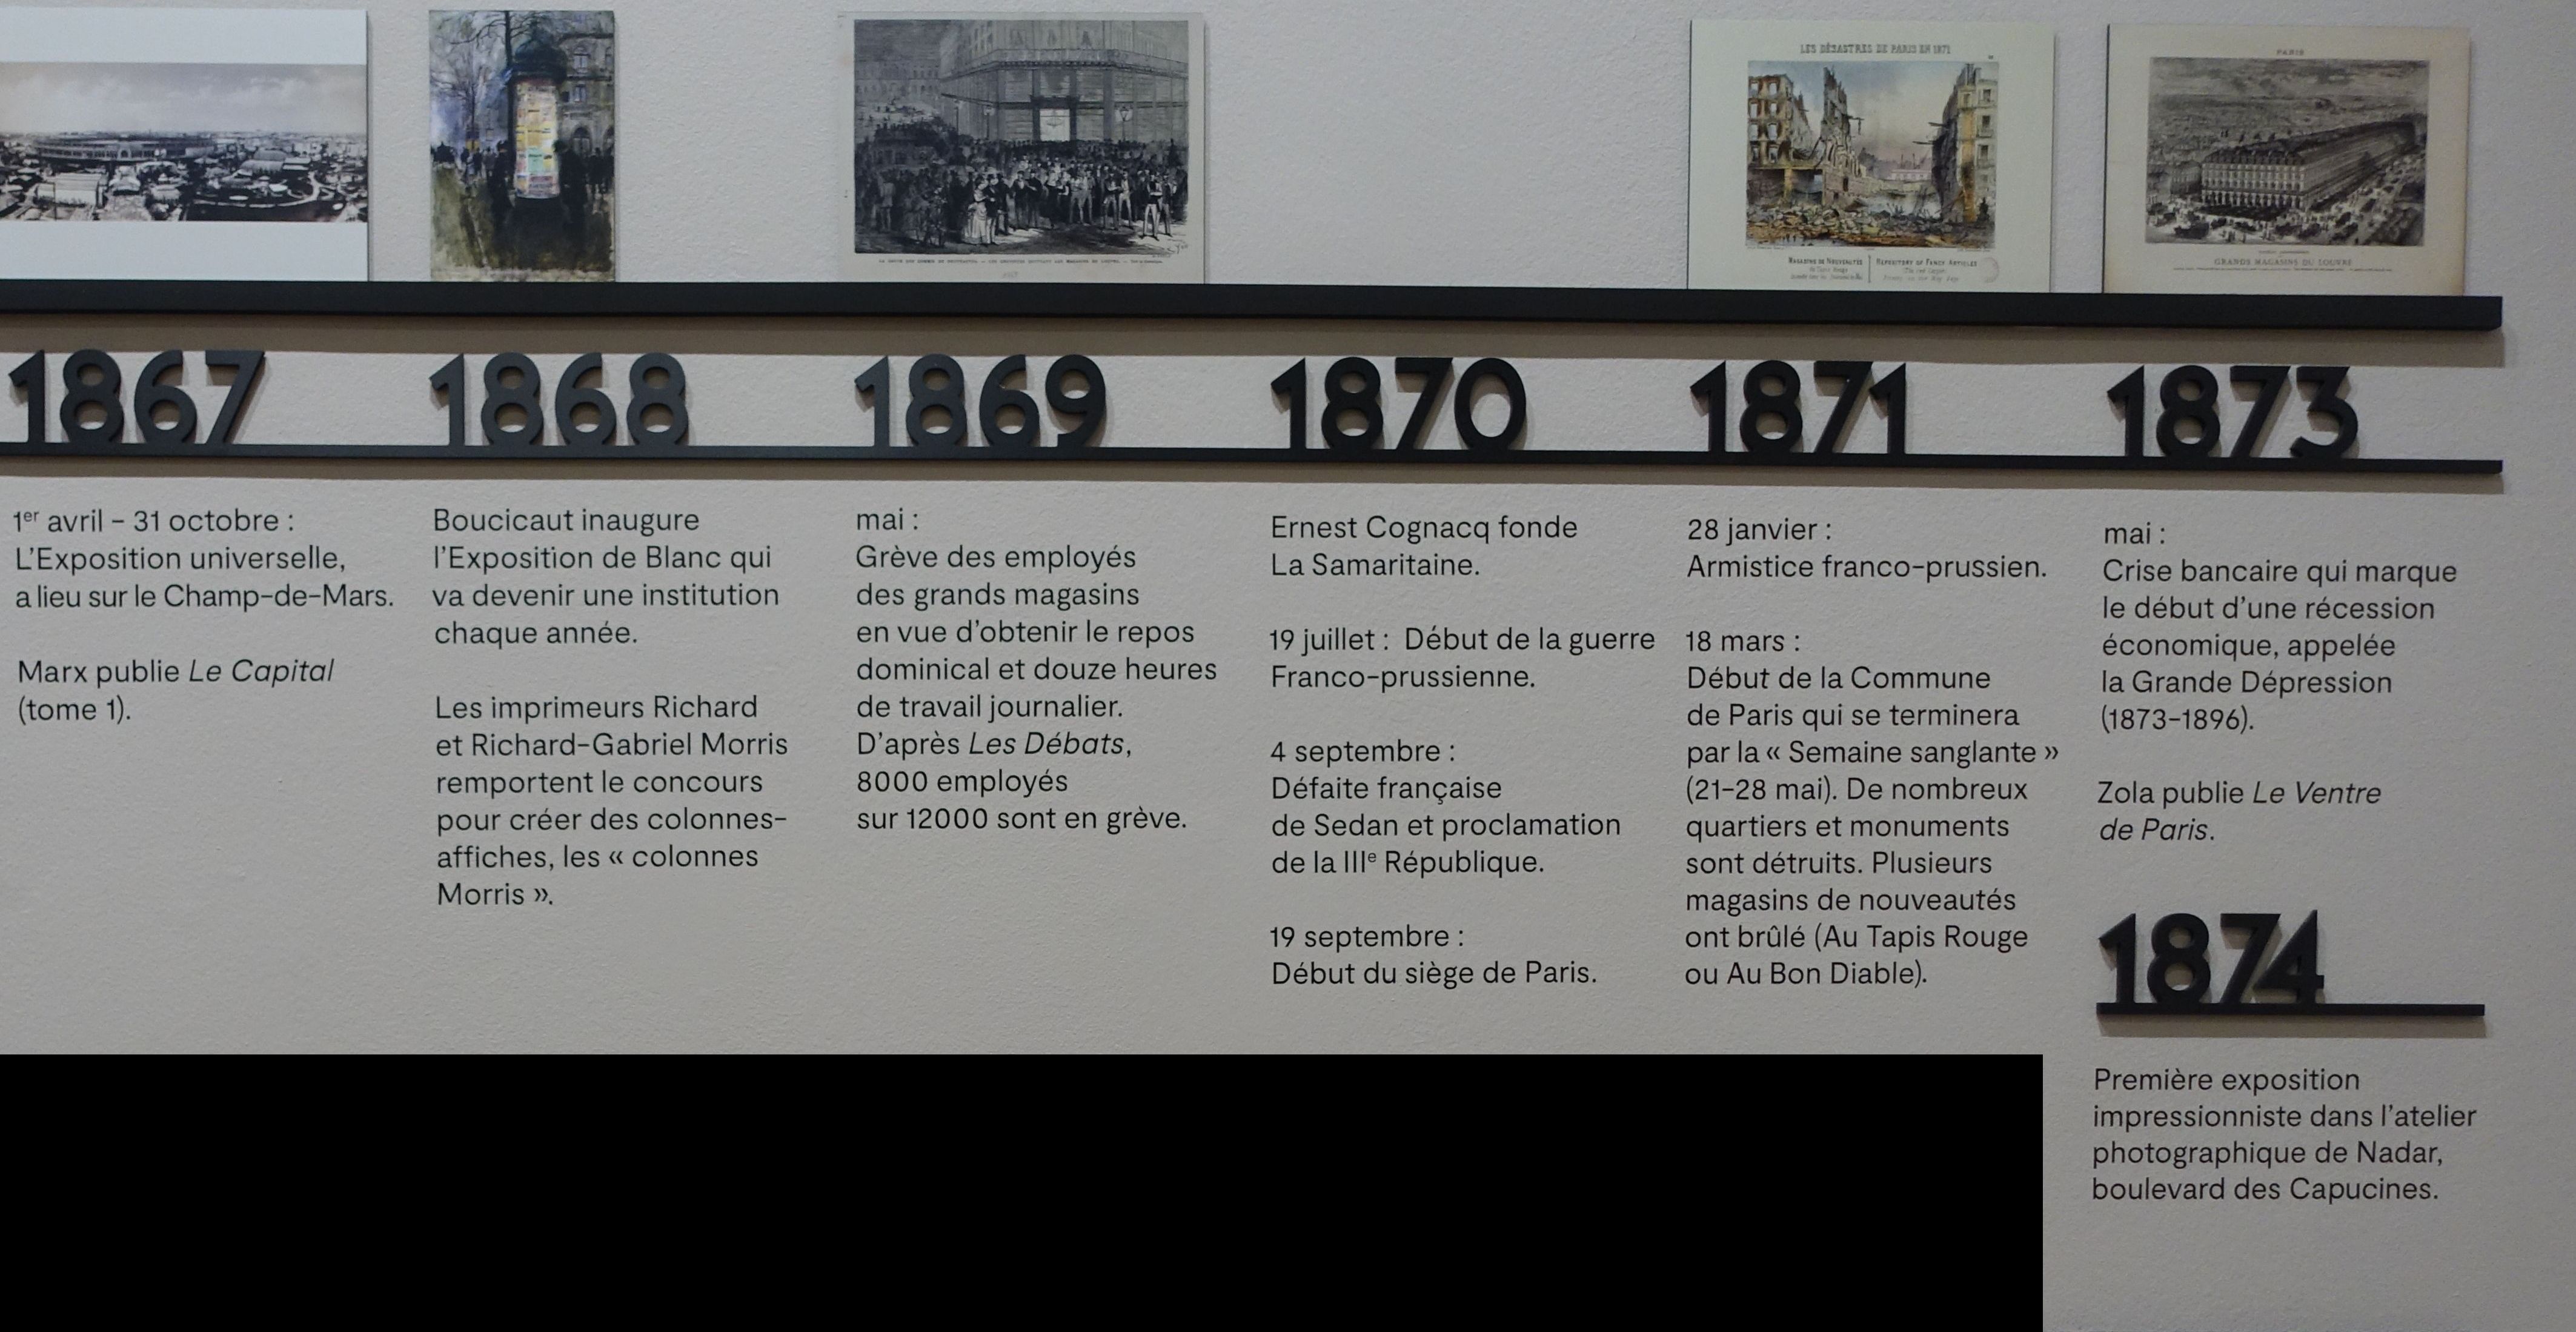 LES DÉSASTRES DE PARIS EN 1871
PARIS
MAGASINS DE NOUVEAUTÉS
REPOSITORY OF FANCY ARTICLES
GRANDS MAGASINS DU LOUVRE
1867
1er avril – 31 octobre :
L'Exposition universelle,
a lieu sur le Champ-de-Mars.
Marx publie Le Capital
(tome 1).
1868
Boucicaut inaugure
l'Exposition de Blanc qui
va devenir une institution
chaque année.
Les imprimeurs Richard
et Richard-Gabriel Morris
remportent le concours
pour créer des colonnes-
affiches, les « colonnes
Morris ».
1869
mai :
Grève des employés
des grands magasins
en vue d'obtenir le repos
dominical et douze heures
de travail journalier.
D'après Les Débats,
8000 employés
sur 12000 sont en grève.
1870
Ernest Cognacq fonde
La Samaritaine.
19 juillet : Début de la guerre
Franco-prussienne.
4 septembre :
Défaite française
de Sedan et proclamation
de la IIIe République.
19 septembre :
Début du siège de Paris.
1871
28 janvier :
Armistice franco-prussien.
18 mars :
Début de la Commune
de Paris qui se terminera
par la « Semaine sanglante »
(21-28 mai). De nombreux
quartiers et monuments
sont détruits. Plusieurs
magasins de nouveautés
ont brûlé (Au Tapis Rouge
ou Au Bon Diable).
1873
mai :
Crise bancaire qui marque
le début d'une récession
économique, appelée
la Grande Dépression
(1873-1896).
Zola publie Le Ventre
de Paris.
1874
Première exposition
impressionniste dans l'atelier
photographique de Nadar,
boulevard des Capucines.